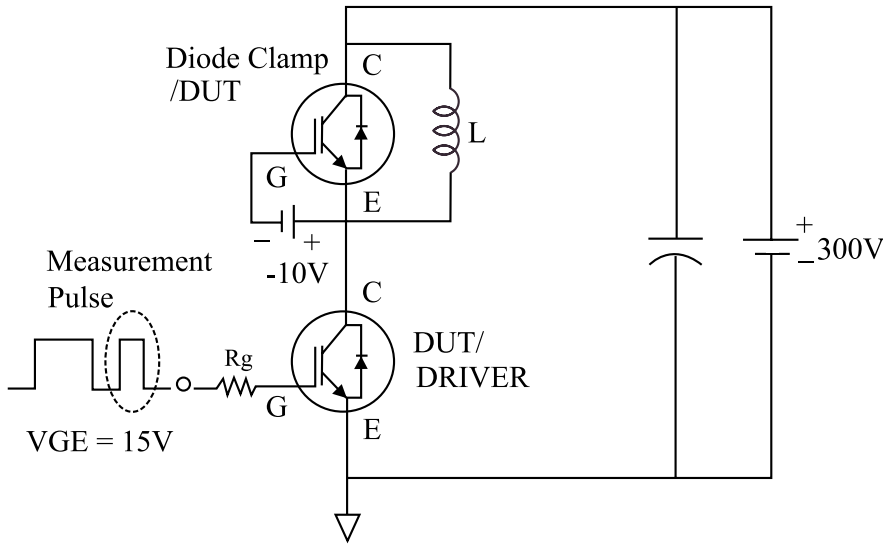 Diode Clamp
/DUT
C
L
G
E
− +
-10V
+
− 300V
Measurement
Pulse
C
Rg
DUT/
DRIVER
G
E
VGE = 15V